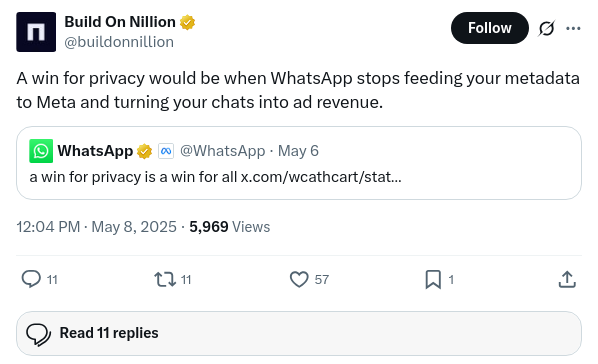 Build On Nillion
@buildonnillion
Follow
A win for privacy would be when WhatsApp stops feeding your metadata
to Meta and turning your chats into ad revenue.
WhatsApp @WhatsApp · May 6
a win for privacy is a win for all x.com/wcathcart/stat...
12:04 PM · May 8, 2025 · 5,969 Views
11 11 57 1
Read 11 replies